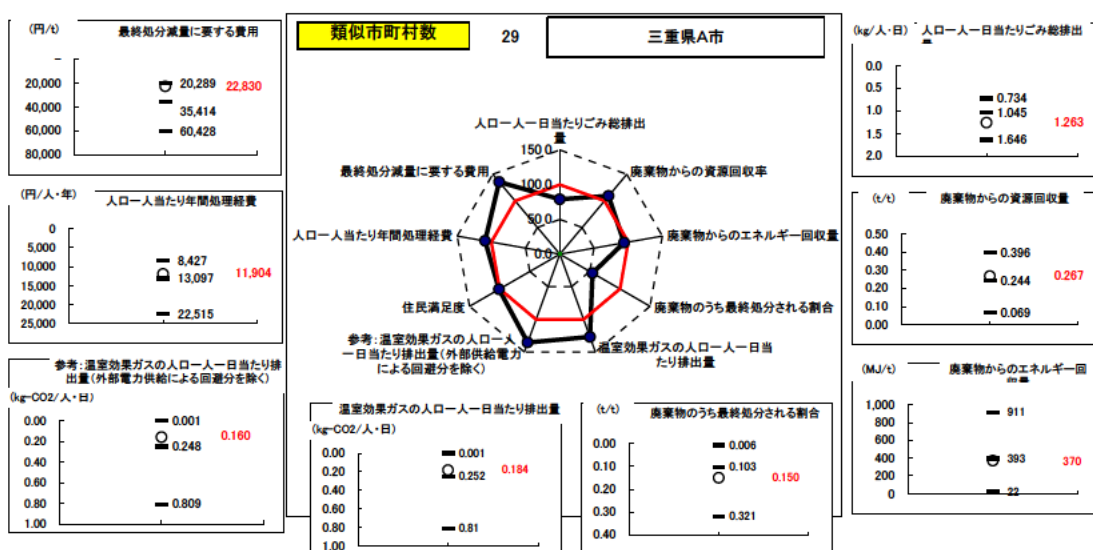 (円/t)
最終処分減量に要する費用
20,000
40,000
60,000
80,000
20,289
22,830
35,414
60,428
(円/人・年)
人口一人当たり年間処理経費
0
5,000
10,000
15,000
20,000
25,000
8,427
13,097
11,904
22,515
参考:温室効果ガスの人口一人一日当たり排
出量(外部電力供給による回避分を除く)
(kg-CO2/人・日)
0.00
0.20
0.40
0.60
0.80
1.00
0.001
0.160
0.248
0.809
類似市町村数
29
三重県A市
人口一人一日当たりごみ総排出
量
150.0
100.0
50.0
0.0
最終処分減量に要する費用
廃棄物からの資源回収率
人口一人当たり年間処理経費
廃棄物からのエネルギー回収量
住民満足度
廃棄物のうち最終処分される割合
参考:温室効果ガスの人口一人
一日当たり排出量(外部供給電力
による回避分を除く)
温室効果ガスの人口一人一日当
たり排出量
温室効果ガスの人口一人一日当たり排出量
(kg-CO2/人・日)
0.00
0.20
0.40
0.60
0.80
1.00
0.001
0.252
0.184
0.81
(t/t)
廃棄物のうち最終処分される割合
0.00
0.10
0.20
0.30
0.40
0.006
0.103
0.150
0.321
(kg/人・日)
人口一人一日当たりごみ総排出
0.0
0.5
1.0
1.5
2.0
0.734
1.045
1.263
1.646
(t/t)
廃棄物からの資源回収量
0.50
0.40
0.30
0.20
0.10
0.00
0.396
0.244
0.267
0.069
(MJ/t)
廃棄物からのエネルギー回
1,000
800
600
400
200
0
911
393
370
22